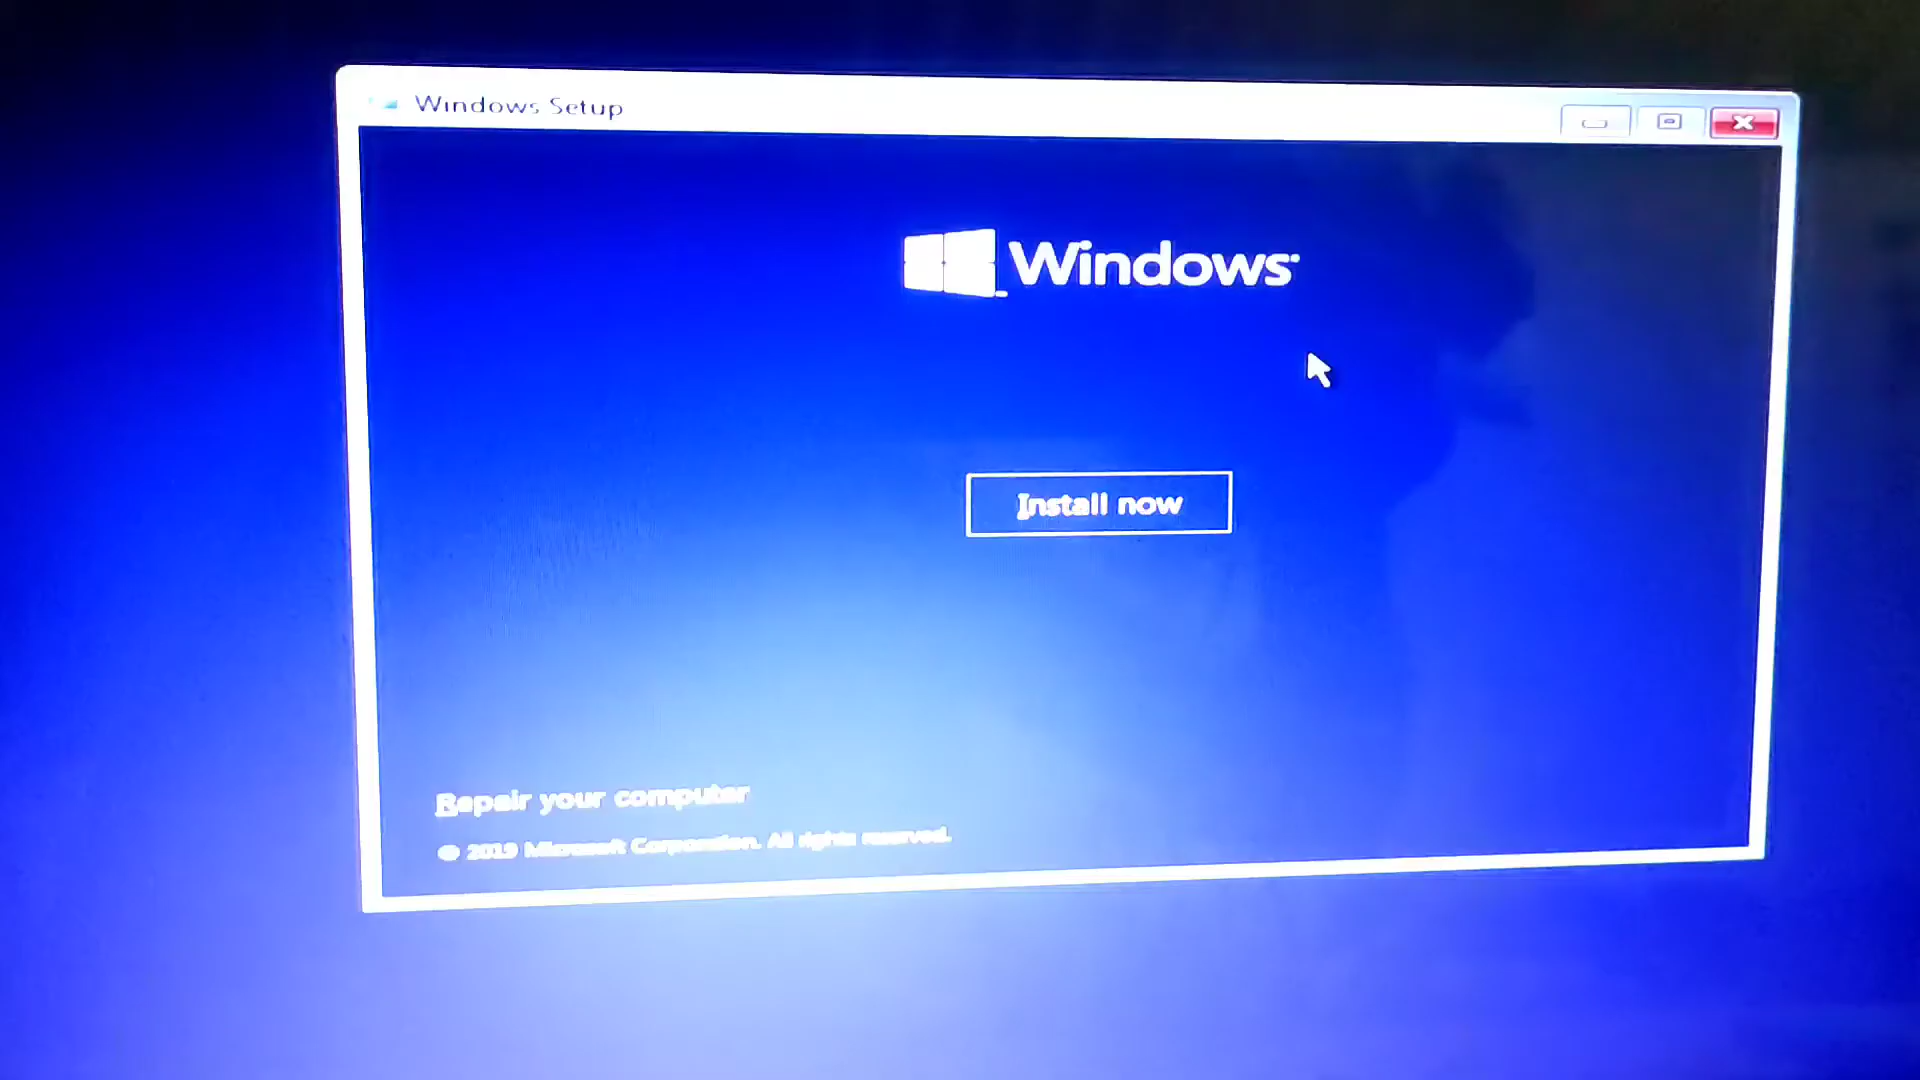 Windows Setup
Windows
Install now
Repair your computer
© 2019 Microsoft Corporation. All rights reserved.